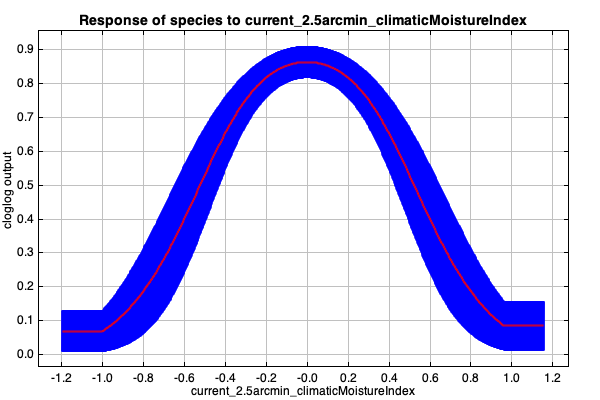 Response of species to current_2.5arcmin_climaticMoistureIndex
0.9
0.8
0.7
0.6
0.5
0.4
0.3
0.2
0.1
0.0
cloglog output
-1.2 -1.0 -0.8 -0.6 -0.4 -0.2 -0.0 0.2 0.4 0.6 0.8 1.0 1.2
current_2.5arcmin_climaticMoistureIndex